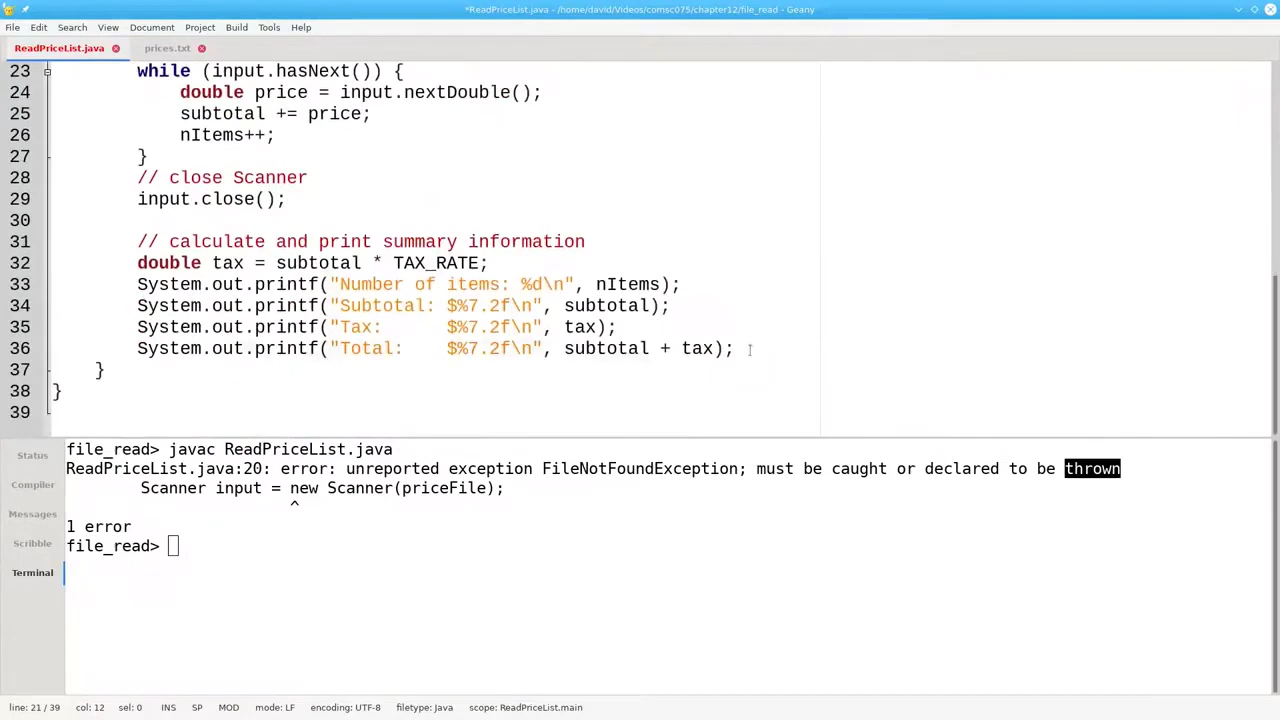 *ReadPriceList.java - /home/david/Videos/comsc075/chapter12/file_read - Geany
File Edit Search View Document Project Build Tools Help
ReadPriceList.java prices.txt
23 while (input.hasNext()) {
24 double price = input.nextDouble();
25 subtotal += price;
26 nItems++;
27 }
28 // close Scanner
29 input.close();
30
31 // calculate and print summary information
32 double tax = subtotal * TAX_RATE;
33 System.out.printf("Number of items: %d\n", nItems);
34 System.out.printf("Subtotal: $%7.2f\n", subtotal);
35 System.out.printf("Tax:      $%7.2f\n", tax);
36 System.out.printf("Total:    $%7.2f\n", subtotal + tax);
37 }
38 }
39
Status
Compiler
Messages
Scribble
Terminal
file_read> javac ReadPriceList.java
ReadPriceList.java:20: error: unreported exception FileNotFoundException; must be caught or declared to be thrown
Scanner input = new Scanner(priceFile);
^
1 error
file_read>
line: 21 / 39 col: 12 sel: 0 INS SP MOD mode: LF encoding: UTF-8 filetype: Java scope: ReadPriceList.main